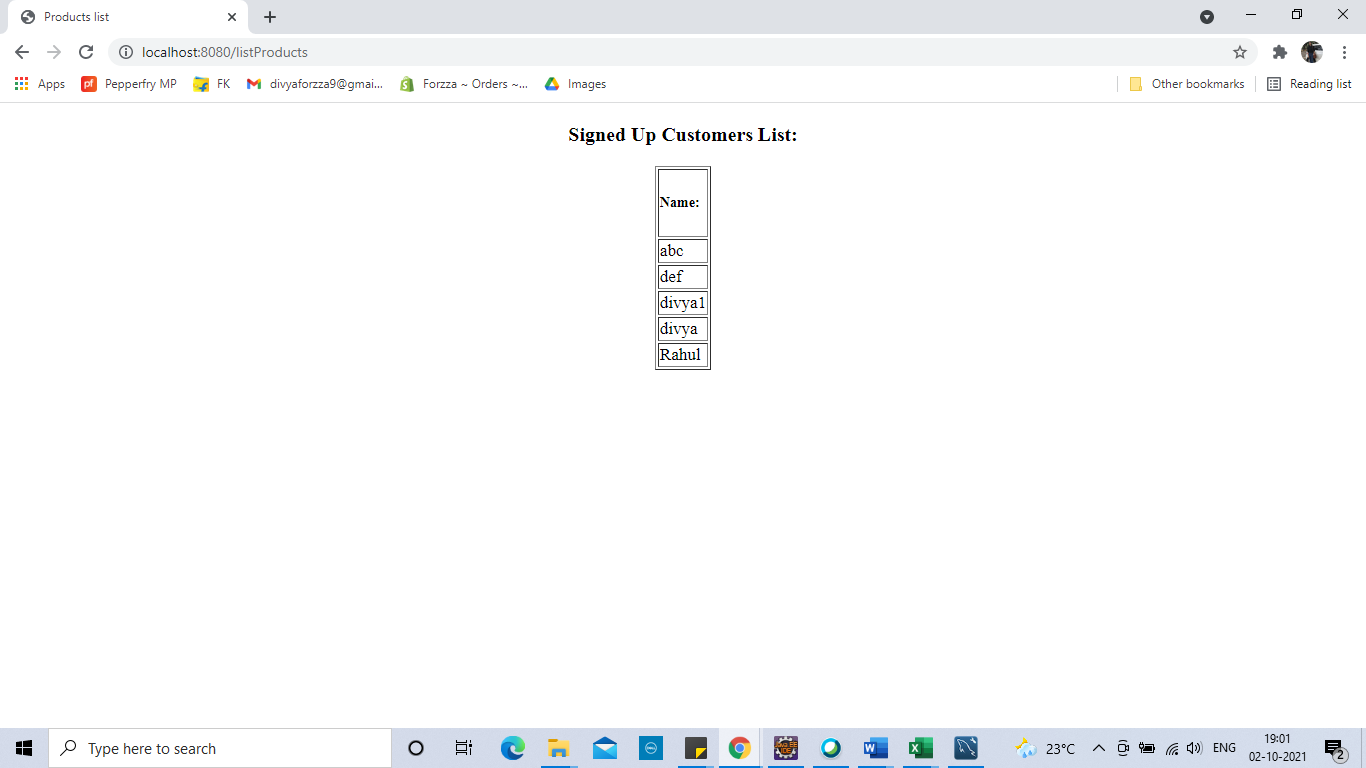 Products list
localhost:8080/listProducts
Apps Pepperfry MP FK divyaforzza9@gmai... Forzza ~ Orders ~... Images Other bookmarks Reading list
Signed Up Customers List:
Name:
abc
def
divya1
divya
Rahul
Type here to search 23°C ENG 19:01
02-10-2021 2